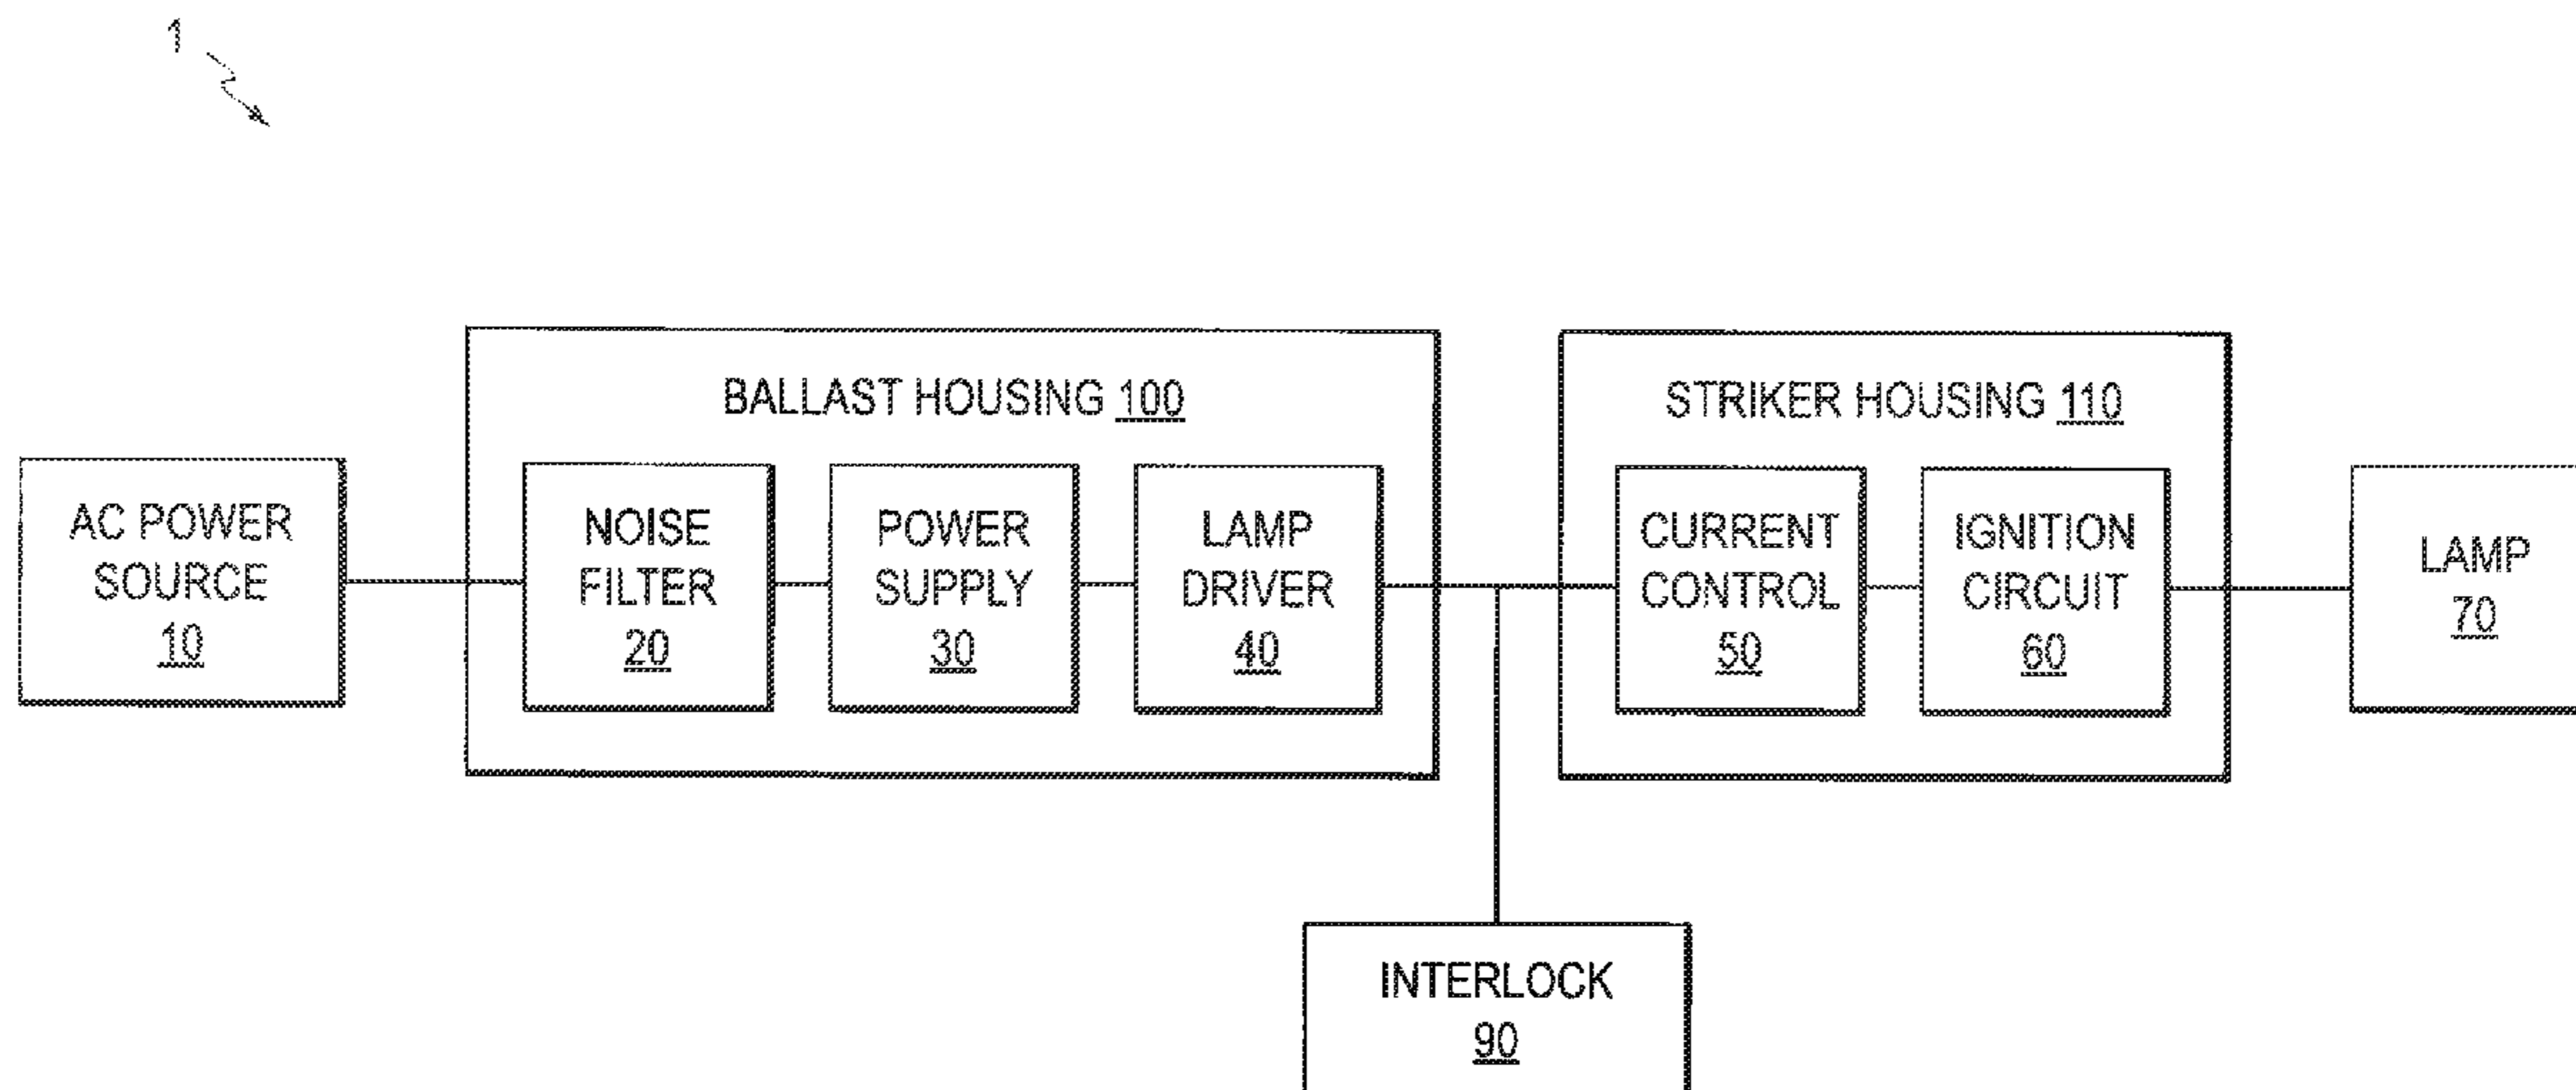 1
BALLAST HOUSING 100
STRIKER HOUSING 110
AC POWER
SOURCE
10
NOISE
FILTER
20
POWER
SUPPLY
30
LAMP
DRIVER
40
CURRENT
CONTROL
50
IGNITION
CIRCUIT
60
LAMP
70
INTERLOCK
90